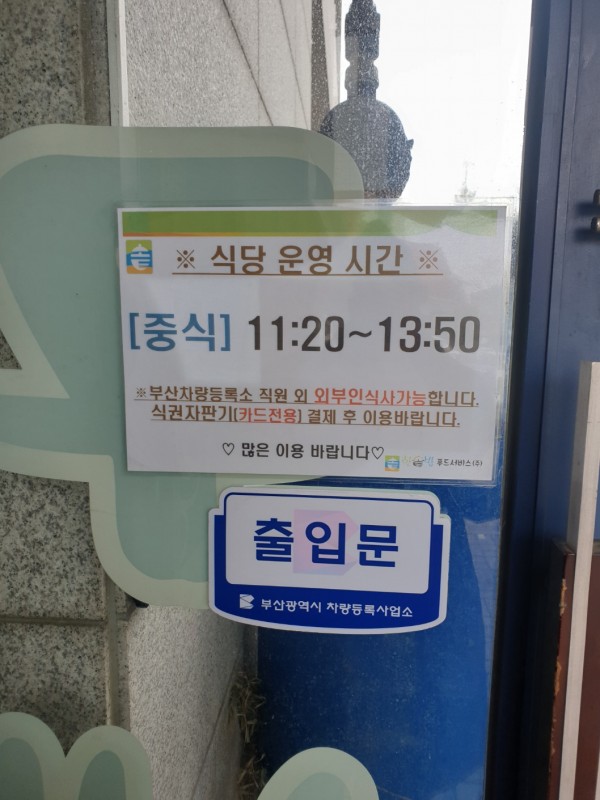 ※ 식당 운영 시간 ※
[중식] 11:20~13:50
※부산차량등록소 직원 외 외부인식사가능합니다.
식권자판기(카드전용) 결제 후 이용바랍니다.
♡ 많은 이용 바랍니다♡
푸드서비스(주)
출입문
부산광역시 차량등록사업소